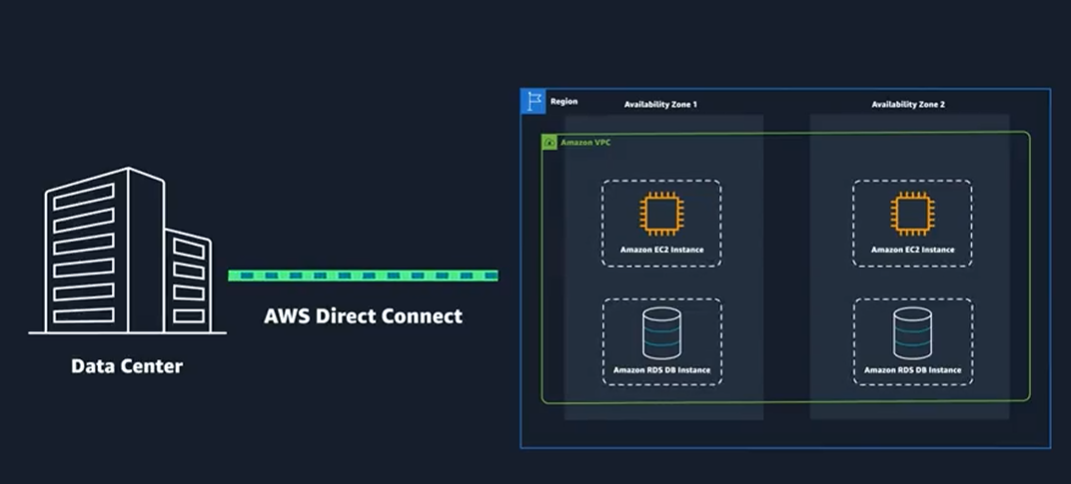 Region
Availability Zone 1
Availability Zone 2
Amazon VPC
Amazon EC2 Instance
Amazon EC2 Instance
AWS Direct Connect
Data Center
Amazon RDS DB Instance
Amazon RDS DB Instance